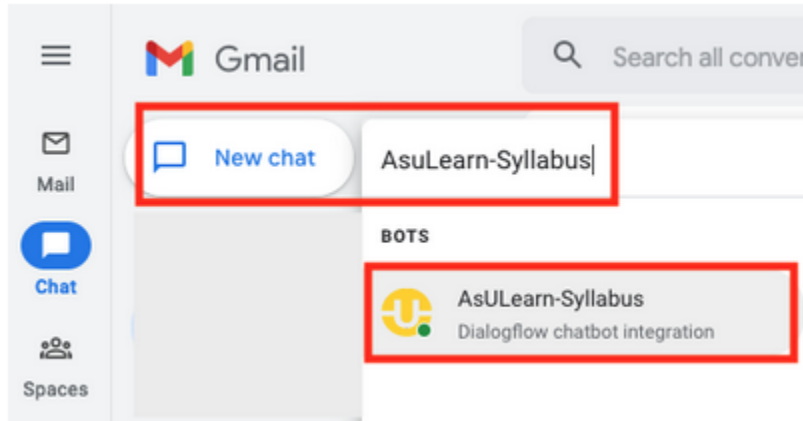 Gmail
Search all conver
Mail
New chat
AsuLearn-Syllabus
BOTS
Chat
AsULearn-Syllabus
Dialogflow chatbot integration
Spaces